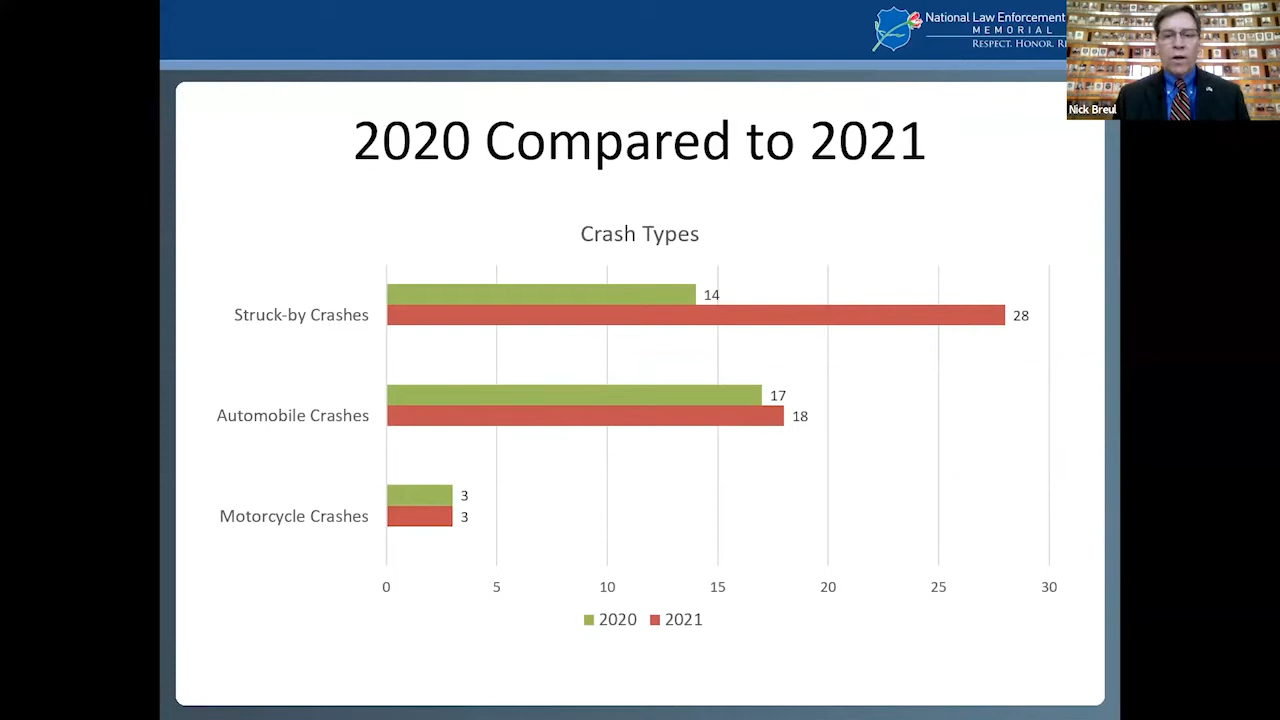 National Law Enforcement
MEMORIAL
RESPECT. HONOR.
Nick Breul
2020 Compared to 2021
Crash Types
Struck-by Crashes
14
28
Automobile Crashes
17
18
Motorcycle Crashes
3
3
0 5 10 15 20 25 30
2020 2021